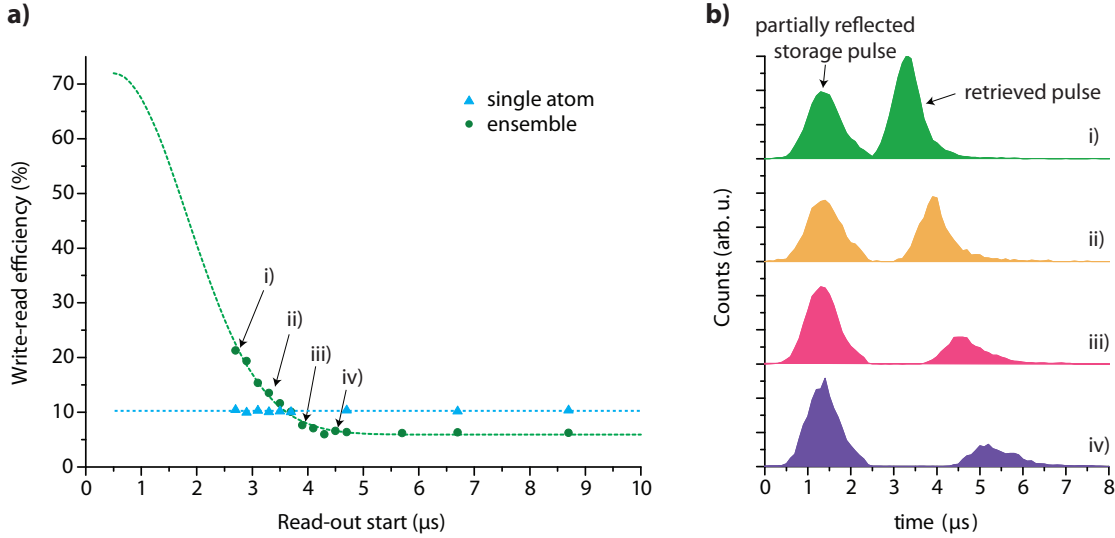 a)
Write-read efficiency (%)
70
60
50
40
30
20
10
0
single atom
ensemble
i)
ii)
iii)
iv)
0 1 2 3 4 5 6 7 8 9 10
Read-out start (µs)
b)
partially reflected
storage pulse
retrieved pulse
Counts (arb. u.)
i)
ii)
iii)
iv)
0 1 2 3 4 5 6 7 8
time (µs)